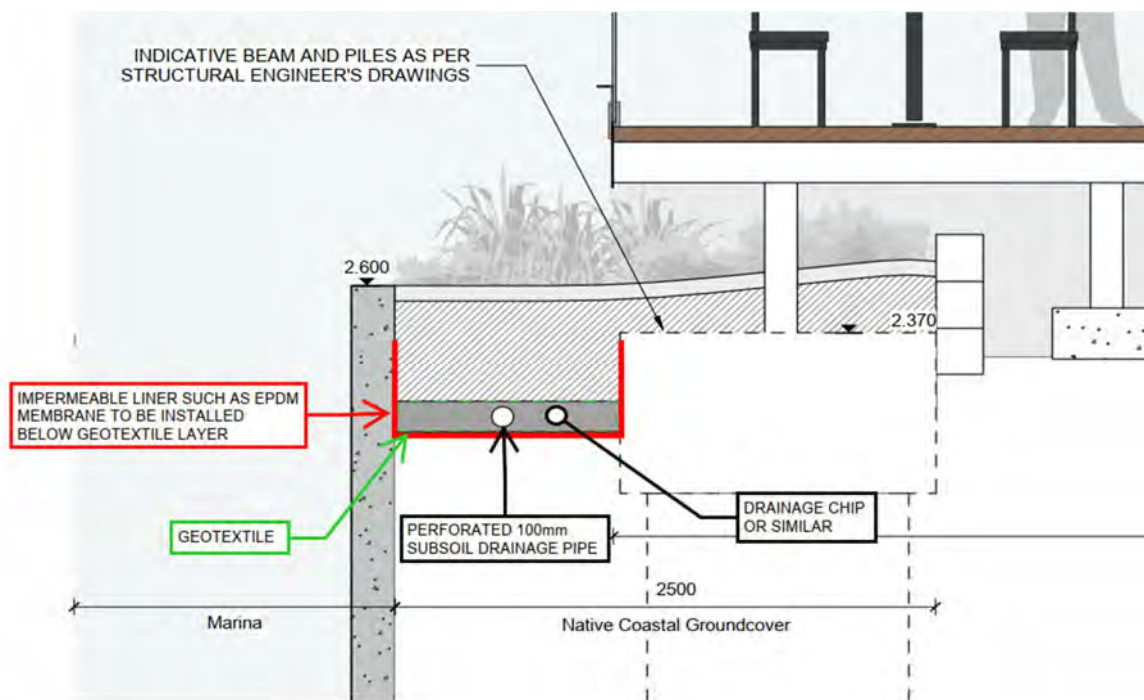 INDICATIVE BEAM AND PILES AS PER
STRUCTURAL ENGINEER'S DRAWINGS
2.600
2.370
IMPERMEABLE LINER SUCH AS EPDM
MEMBRANE TO BE INSTALLED
BELOW GEOTEXTILE LAYER
GEOTEXTILE
PERFORATED 100mm
SUBSOIL DRAINAGE PIPE
DRAINAGE CHIP
OR SIMILAR
2500
Marina
Native Coastal Groundcover